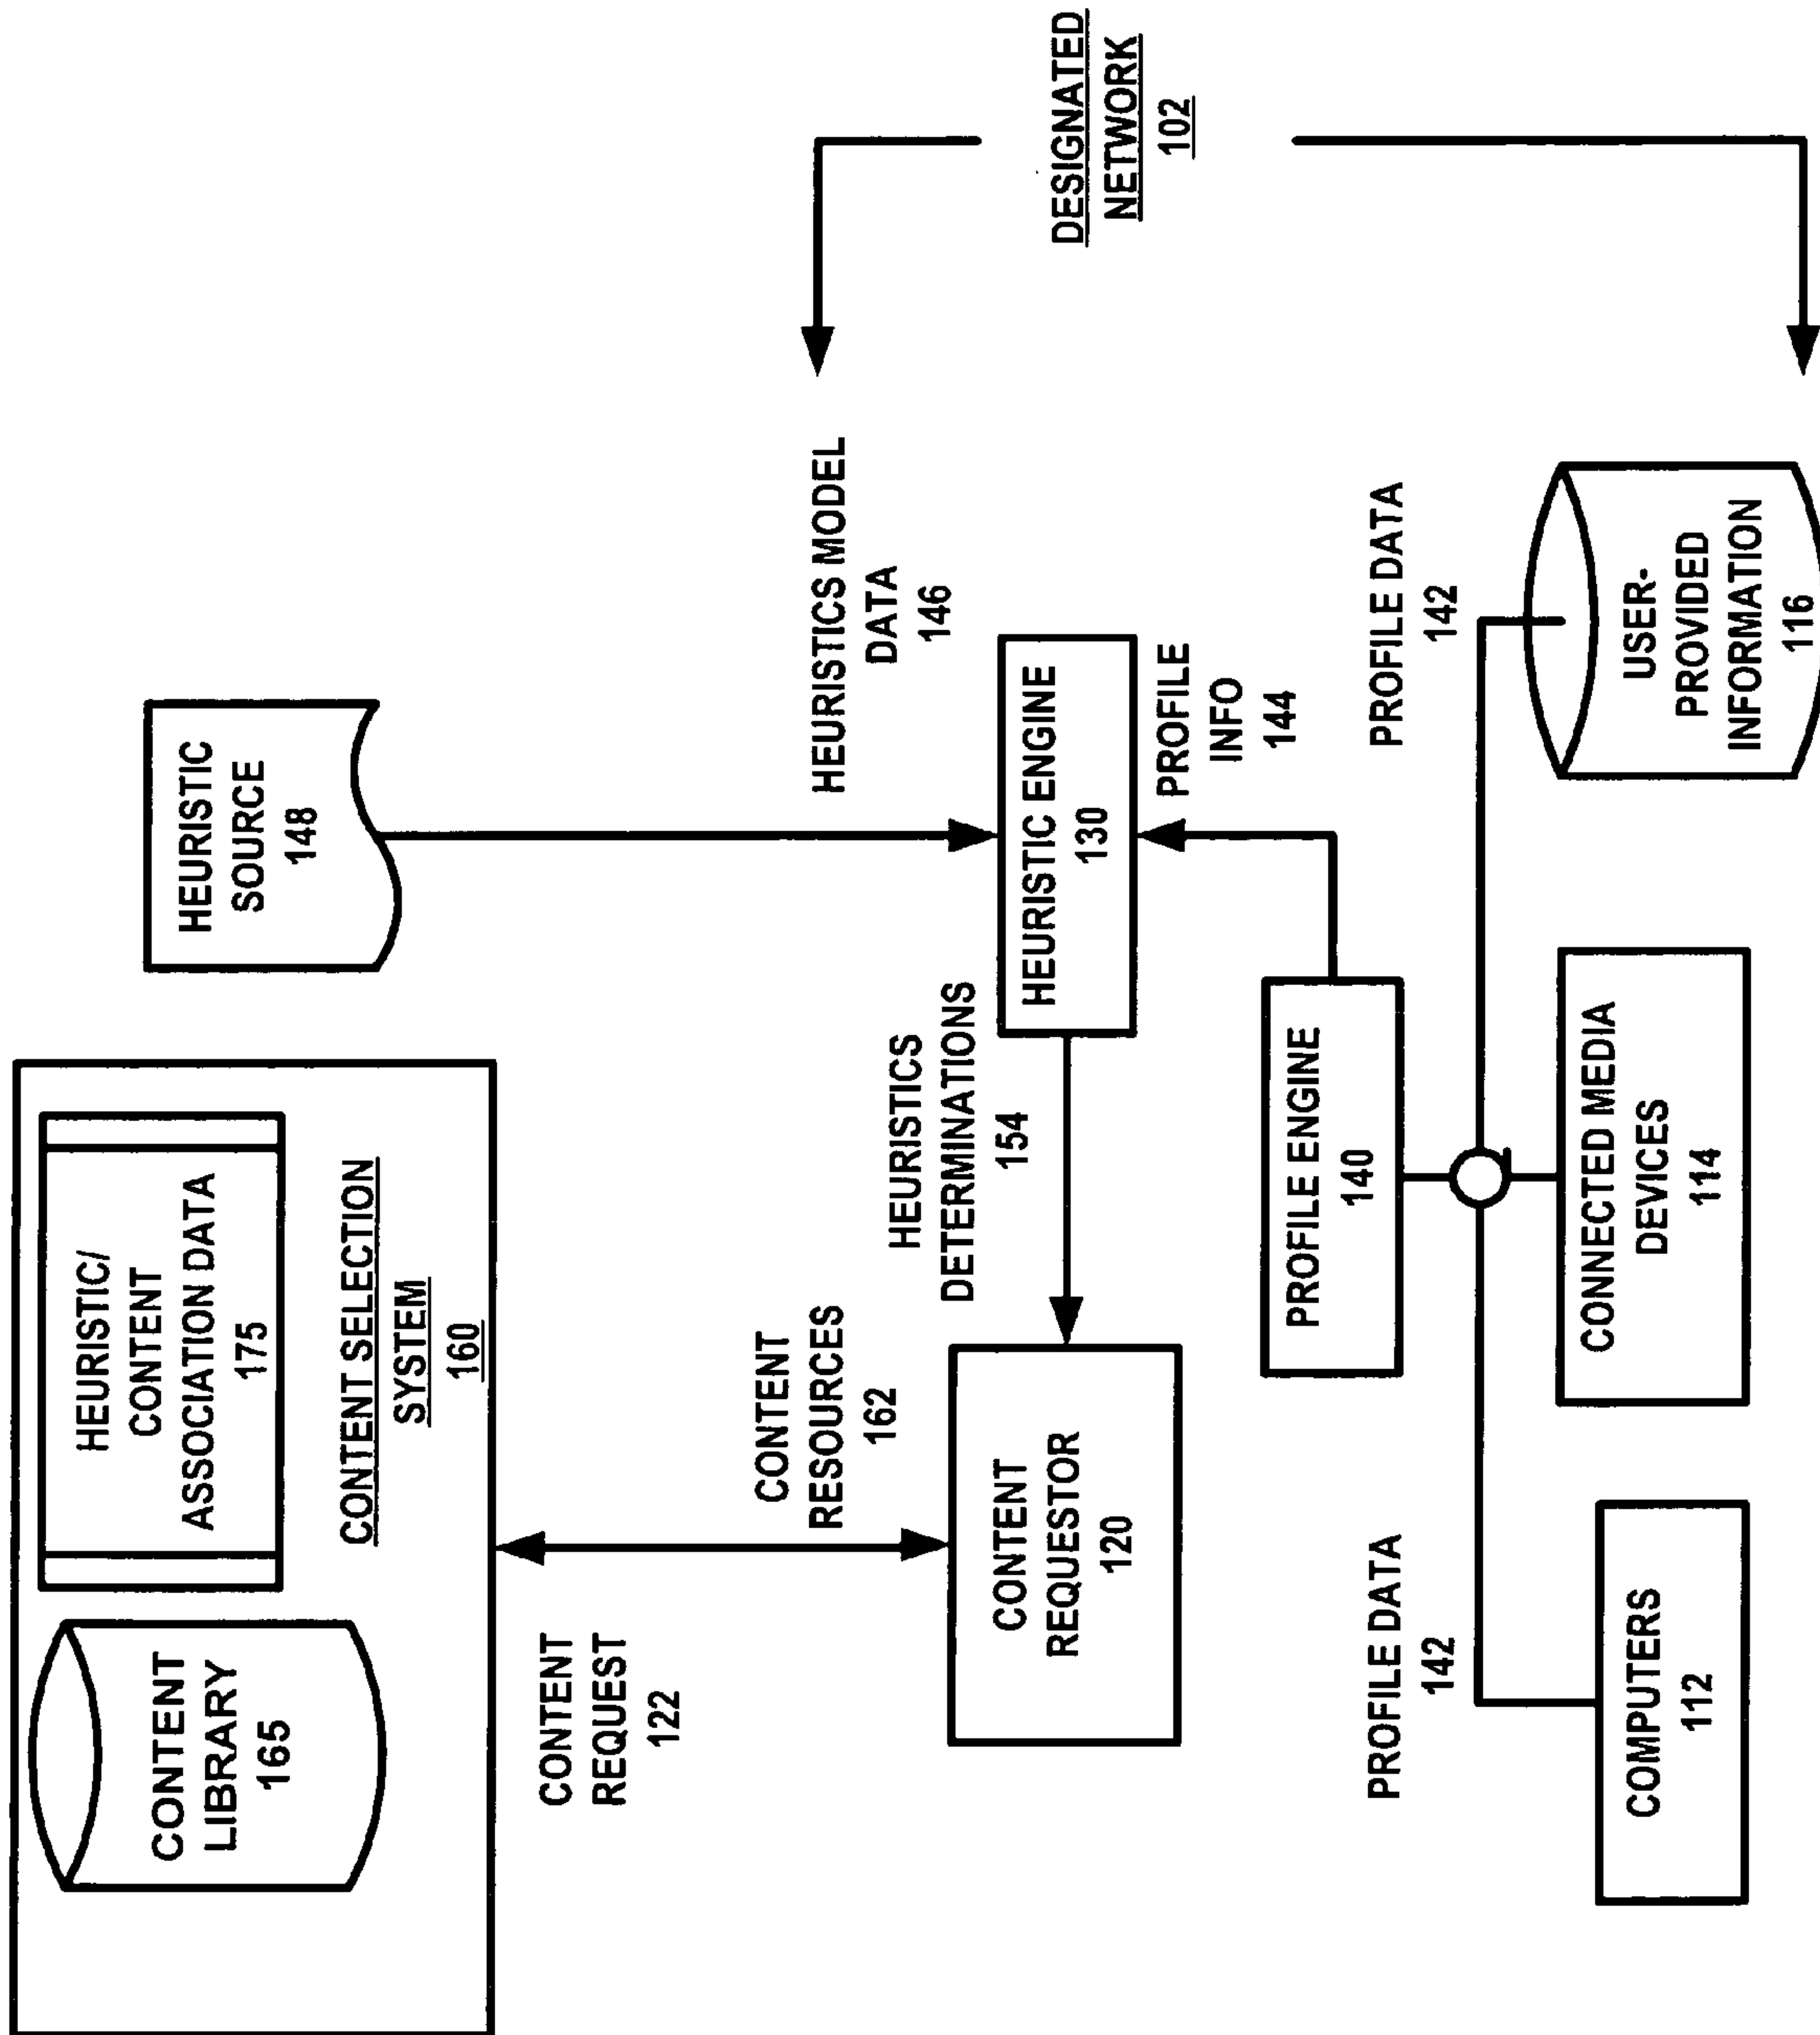 CONTENT
LIBRARY
165
HEURISTIC/
CONTENT
ASSOCIATION DATA
175
CONTENT SELECTION
SYSTEM
160
HEURISTIC
SOURCE
148
CONTENT
REQUEST
122
CONTENT
RESOURCES
162
HEURISTICS MODEL
DATA
146
HEURISTICS
DETERMINATIONS
154
CONTENT
REQUESTOR
120
HEURISTIC ENGINE
130
PROFILE
INFO
144
DESIGNATED
NETWORK
102
PROFILE ENGINE
140
PROFILE DATA
142
PROFILE DATA
142
COMPUTERS
112
CONNECTED MEDIA
DEVICES
114
USER-
PROVIDED
INFORMATION
116